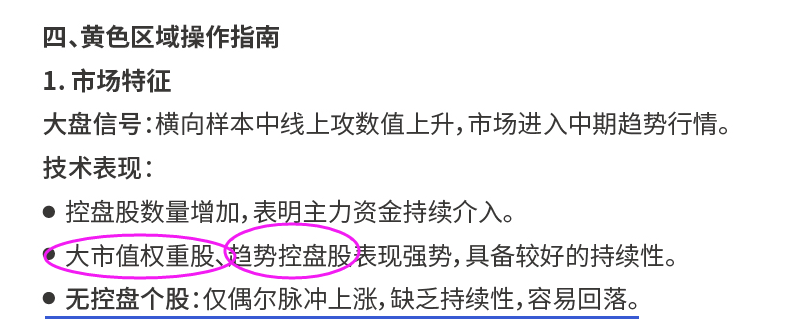 四、黄色区域操作指南
1. 市场特征
大盘信号：横向样本中线上攻数值上升，市场进入中期趋势行情。
技术表现：
● 控盘股数量增加，表明主力资金持续介入。
● 大市值权重股、趋势控盘股表现强势，具备较好的持续性。
● 无控盘个股：仅偶尔脉冲上涨，缺乏持续性，容易回落。